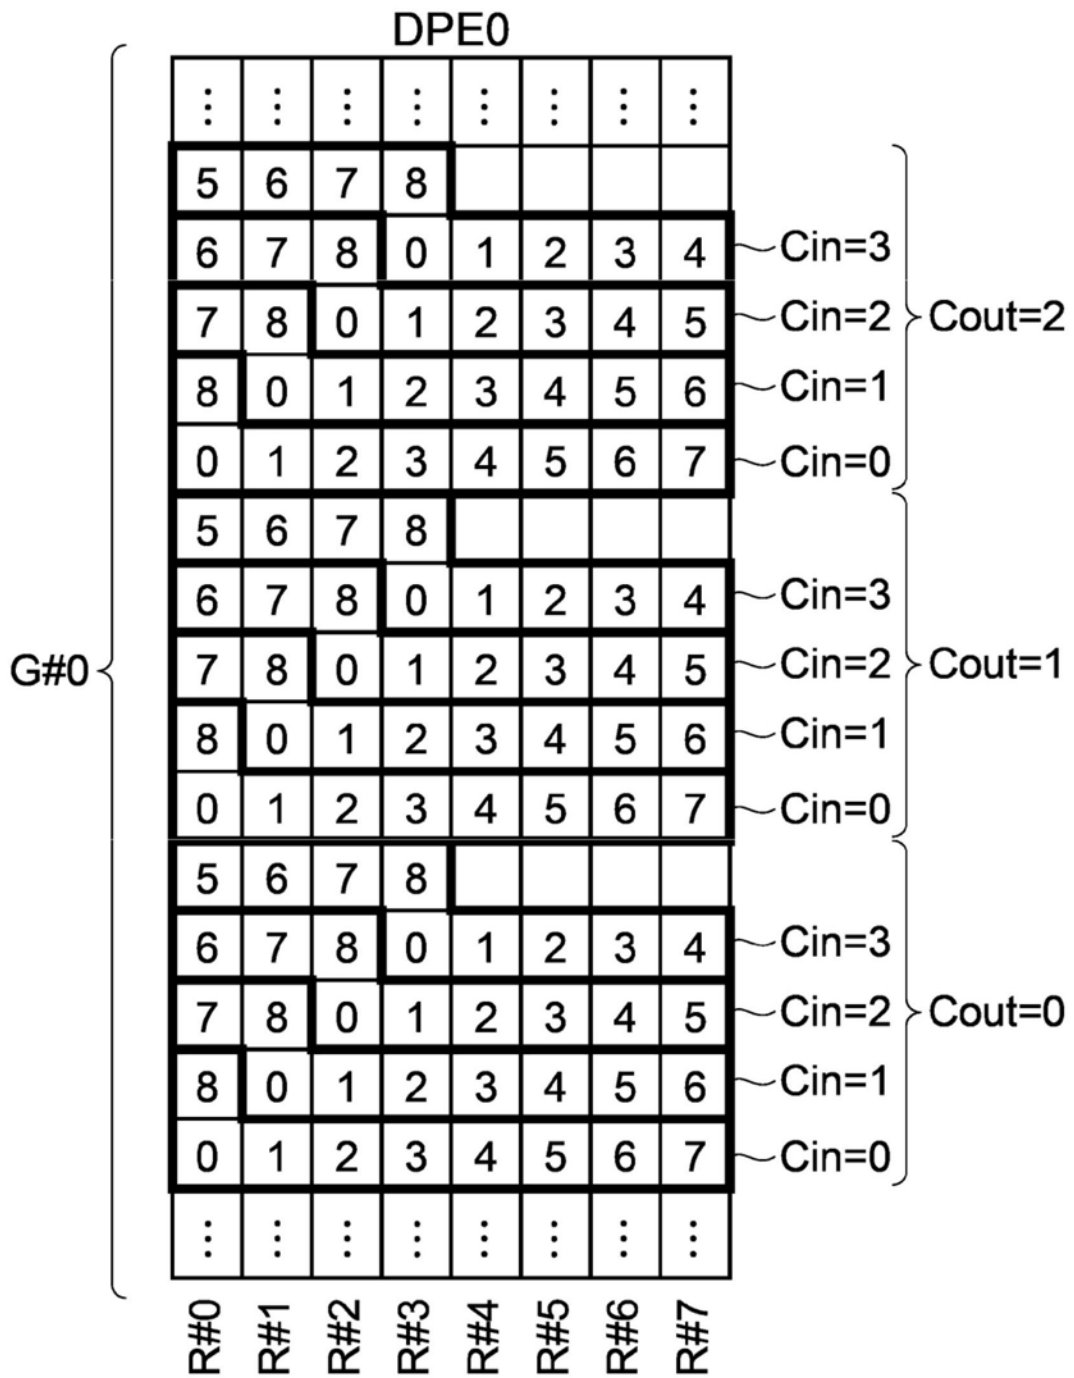 DPE0
⋮ ⋮ ⋮ ⋮ ⋮ ⋮ ⋮ ⋮
5 6 7 8
6 7 8 0 1 2 3 4 Cin=3
7 8 0 1 2 3 4 5 Cin=2 Cout=2
8 0 1 2 3 4 5 6 Cin=1
0 1 2 3 4 5 6 7 Cin=0
5 6 7 8
6 7 8 0 1 2 3 4 Cin=3
G#0 7 8 0 1 2 3 4 5 Cin=2 Cout=1
8 0 1 2 3 4 5 6 Cin=1
0 1 2 3 4 5 6 7 Cin=0
5 6 7 8
6 7 8 0 1 2 3 4 Cin=3
7 8 0 1 2 3 4 5 Cin=2 Cout=0
8 0 1 2 3 4 5 6 Cin=1
0 1 2 3 4 5 6 7 Cin=0
⋮ ⋮ ⋮ ⋮ ⋮ ⋮ ⋮ ⋮
R#0 R#1 R#2 R#3 R#4 R#5 R#6 R#7